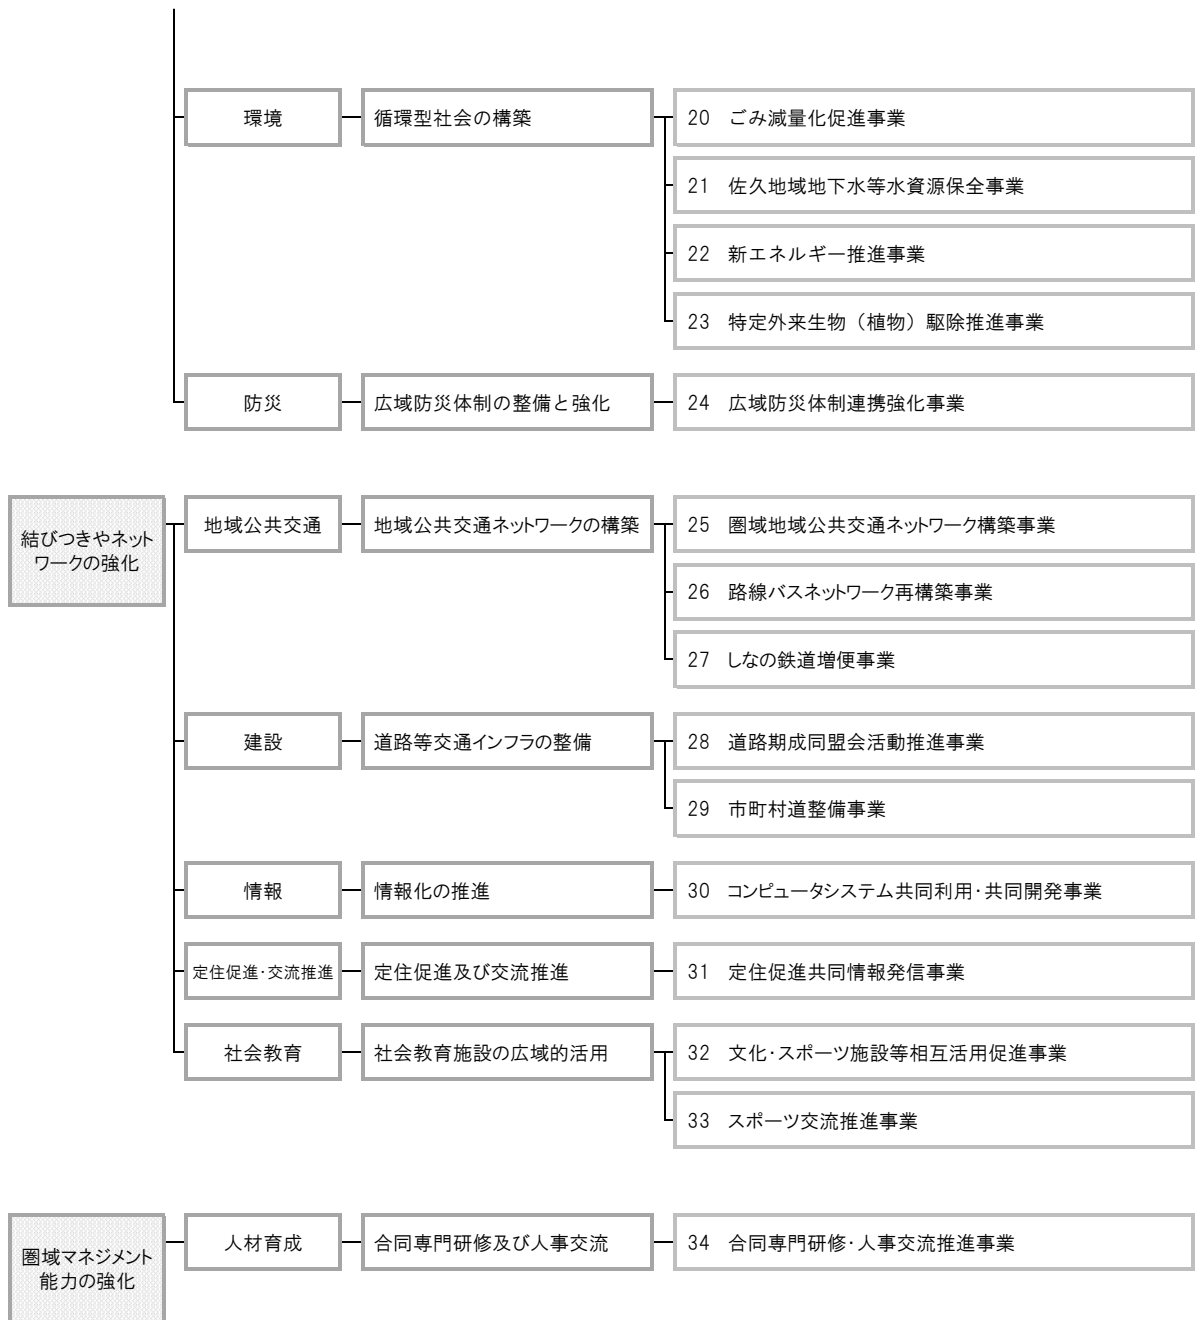 環境
循環型社会の構築
20 ごみ減量化促進事業
21 佐久地域地下水等水資源保全事業
22 新エネルギー推進事業
23 特定外来生物（植物）駆除推進事業
防災
広域防災体制の整備と強化
24 広域防災体制連携強化事業
結びつきやネット
ワークの強化
地域公共交通
地域公共交通ネットワークの構築
25 圏域地域公共交通ネットワーク構築事業
26 路線バスネットワーク再構築事業
27 しなの鉄道増便事業
建設
道路等交通インフラの整備
28 道路期成同盟会活動推進事業
29 市町村道整備事業
情報
情報化の推進
30 コンピュータシステム共同利用･共同開発事業
定住促進･交流推進
定住促進及び交流推進
31 定住促進共同情報発信事業
社会教育
社会教育施設の広域的活用
32 文化･スポーツ施設等相互活用促進事業
33 スポーツ交流推進事業
圏域マネジメント
能力の強化
人材育成
合同専門研修及び人事交流
34 合同専門研修･人事交流推進事業